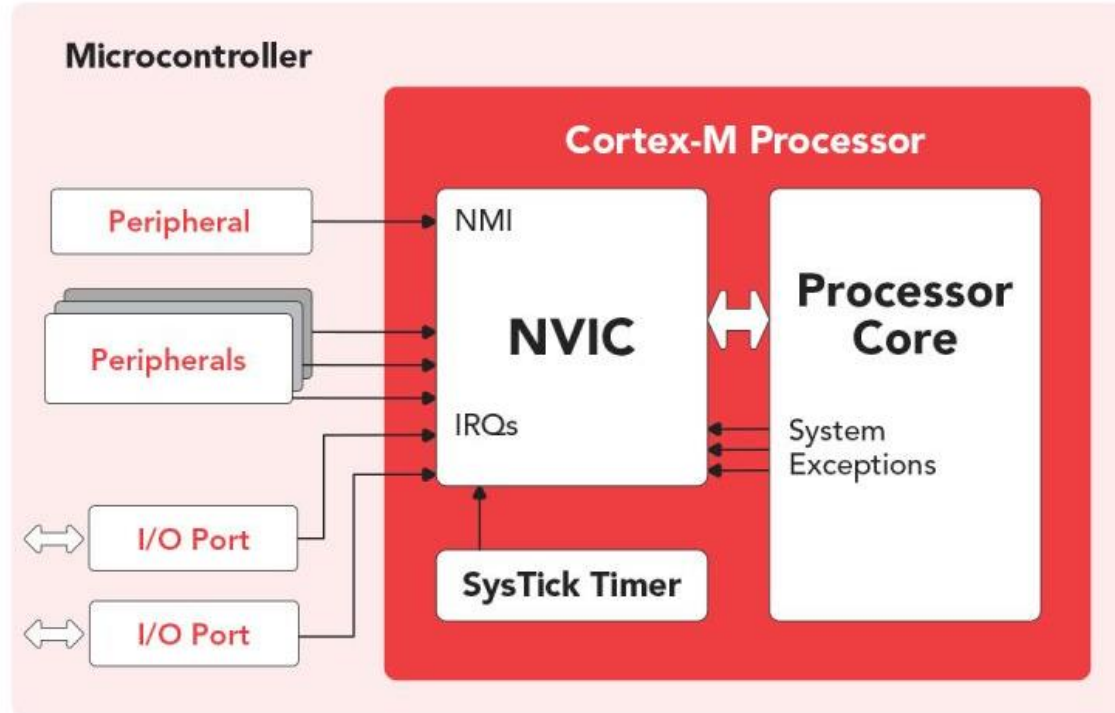 Microcontroller
Cortex-M Processor
Peripheral
NMI
Peripherals
NVIC
Processor
Core
IRQs
System
Exceptions
I/O Port
SysTick Timer
I/O Port